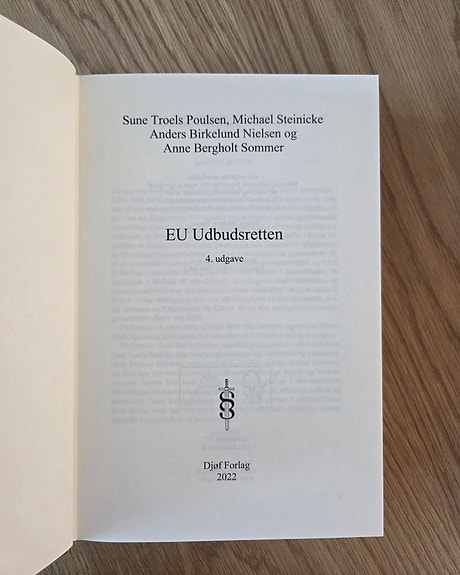 Sune Troels Poulsen, Michael Steinicke
Anders Birkelund Nielsen og
Anne Bergholt Sommer
EU Udbudsretten
4. udgave
Djøf Forlag
2022